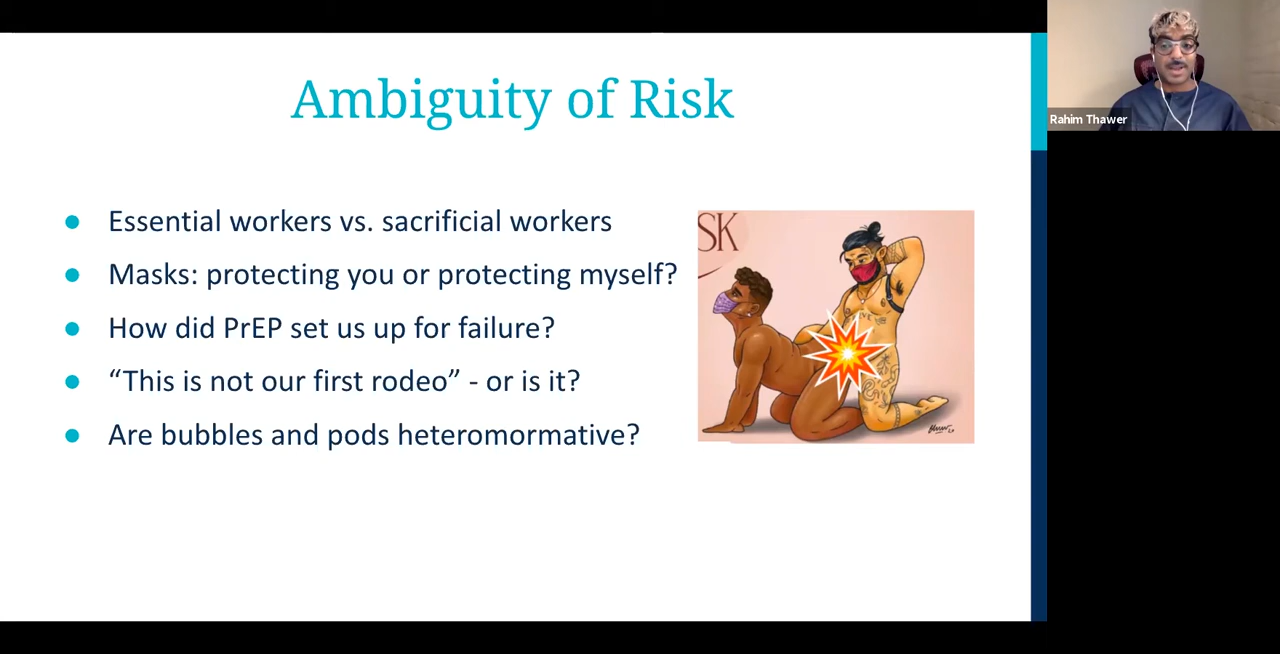 Ambiguity of Risk
Essential workers vs. sacrificial workers
Masks: protecting you or protecting myself?
How did PrEP set us up for failure?
“This is not our first rodeo” - or is it?
Are bubbles and pods heteromormative?
SK
Rahim Thawer